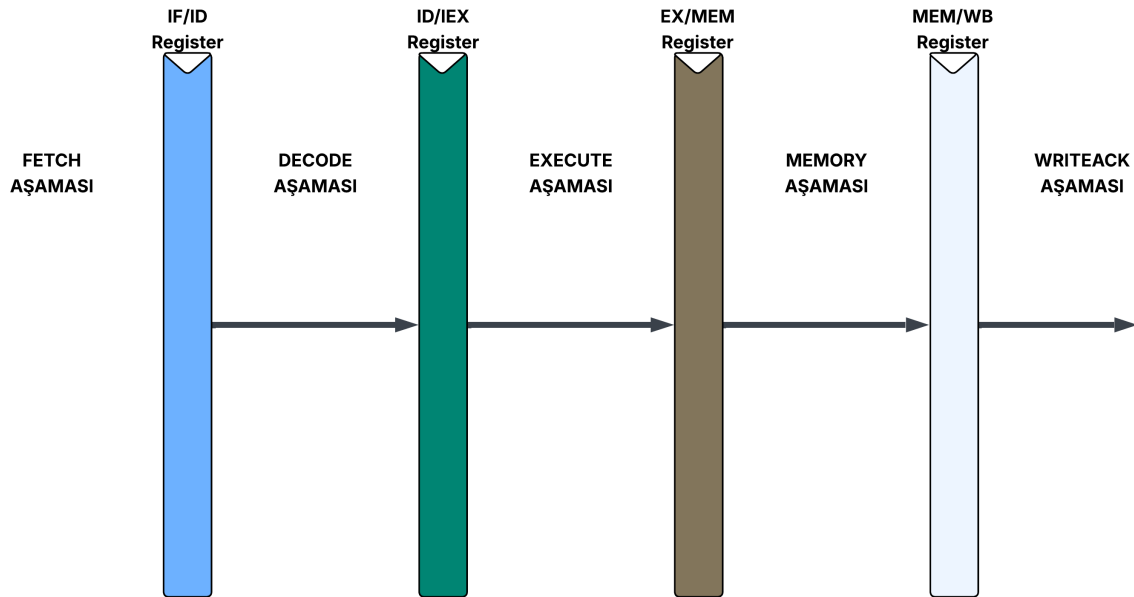 IF/ID
Register
ID/IEX
Register
EX/MEM
Register
MEM/WB
Register
FETCH
AŞAMASI
DECODE
AŞAMASI
EXECUTE
AŞAMASI
MEMORY
AŞAMASI
WRITEACK
AŞAMASI